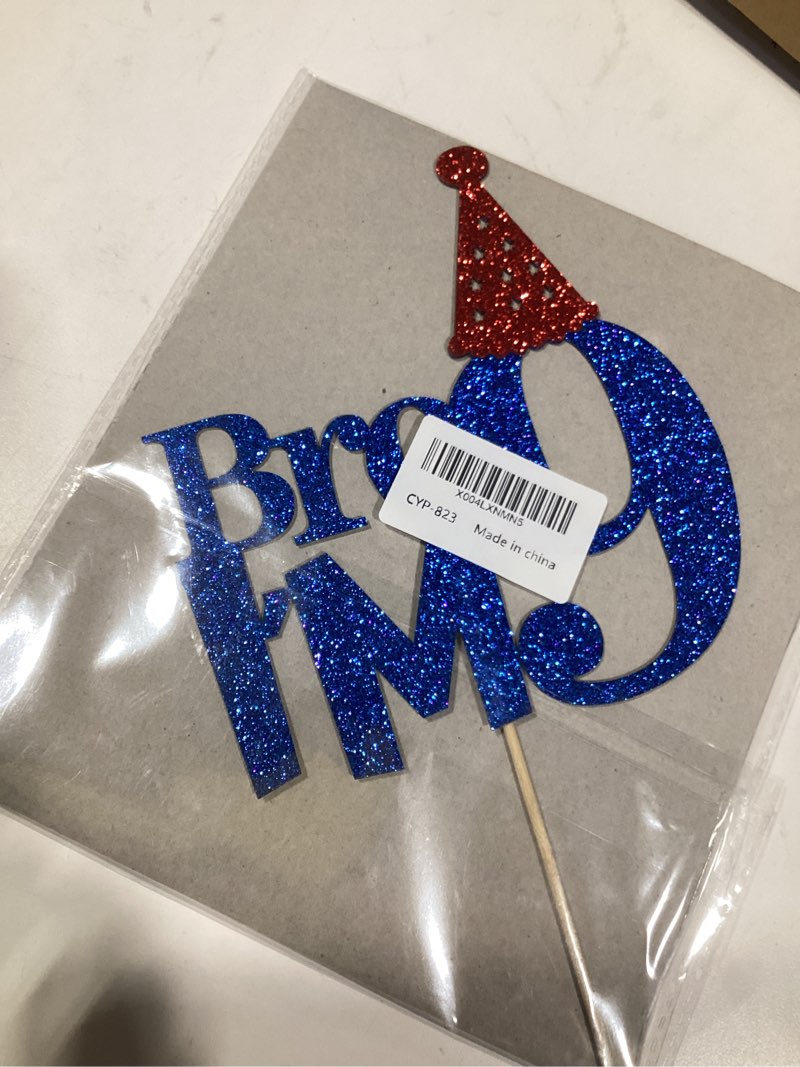 Bro
I'M 9
X004LXNMN5
CYP-823 Made in china